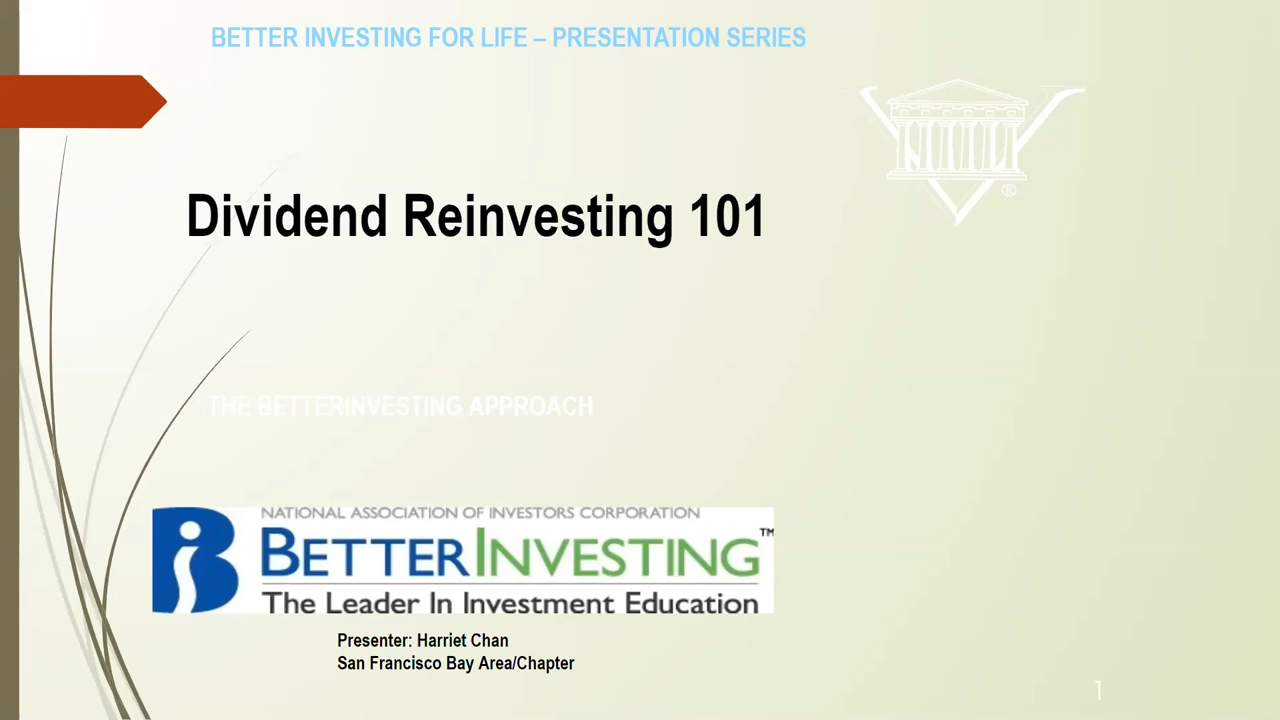 BETTER INVESTING FOR LIFE – PRESENTATION SERIES
®
Dividend Reinvesting 101
THE BETTERINVESTING APPROACH
NATIONAL ASSOCIATION OF INVESTORS CORPORATION
BETTERINVESTING™
The Leader In Investment Education
Presenter: Harriet Chan
San Francisco Bay Area/Chapter
1